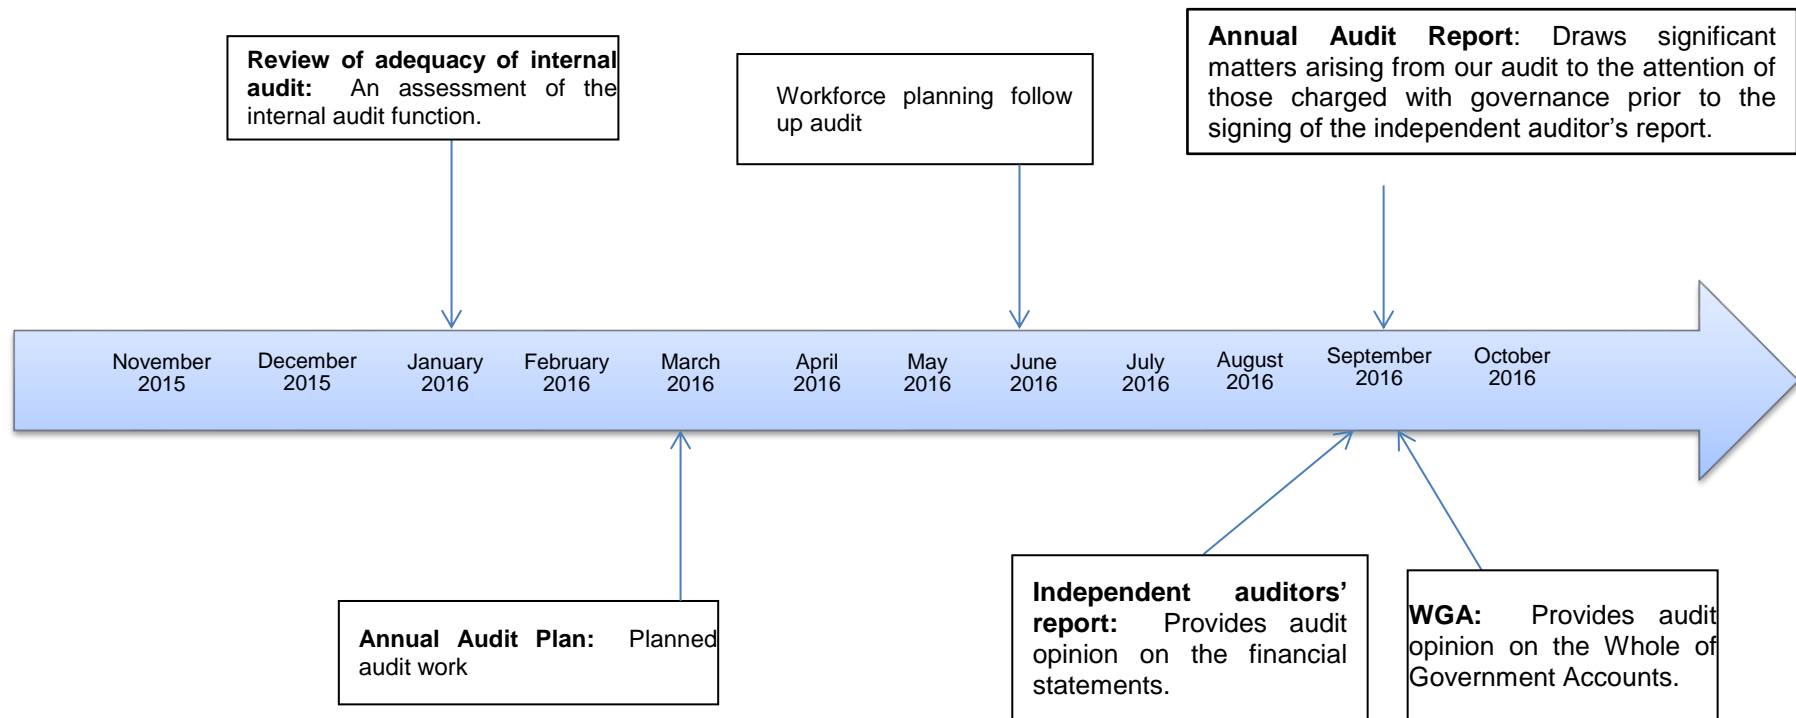 Review of adequacy of internal
audit: An assessment of the
internal audit function.
Workforce planning follow
up audit
Annual Audit Report: Draws significant
matters arising from our audit to the attention of
those charged with governance prior to the
signing of the independent auditor’s report.
November
2015
December
2015
January
2016
February
2016
March
2016
April
2016
May
2016
June
2016
July
2016
August
2016
September
2016
October
2016
Annual Audit Plan: Planned
audit work
Independent auditors’
report: Provides audit
opinion on the financial
statements.
WGA: Provides audit
opinion on the Whole of
Government Accounts.